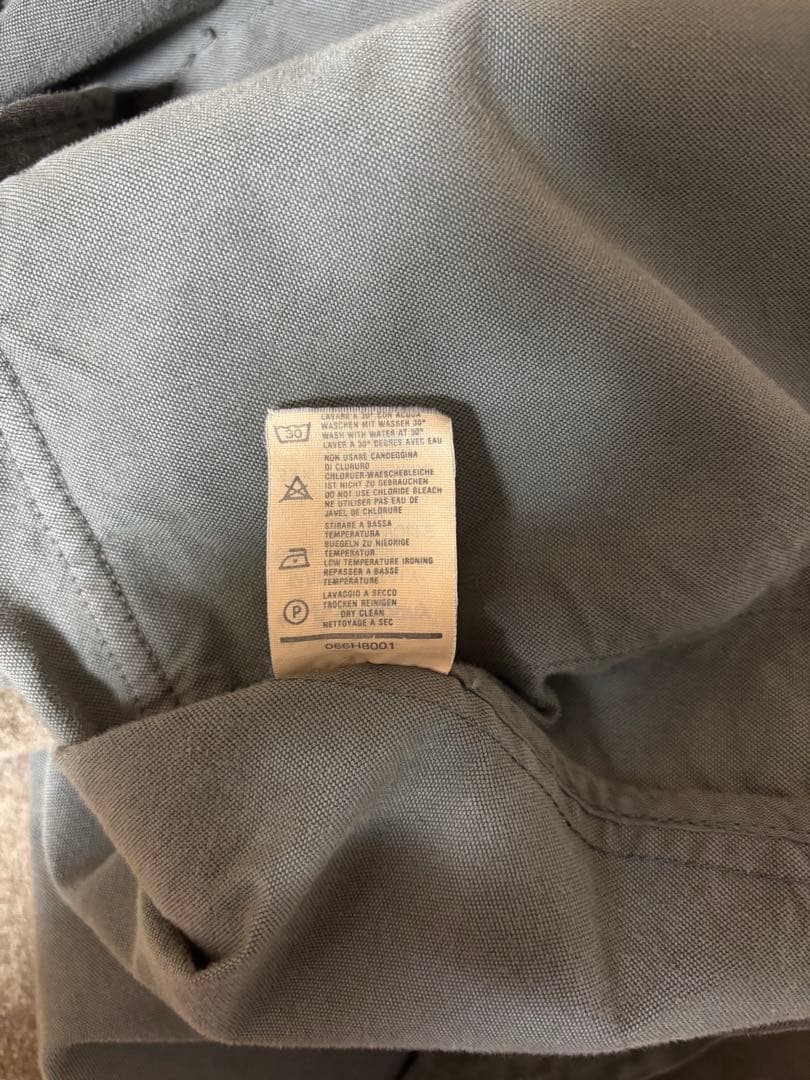 30
LAVARE A 30° CON ACQUA
WASCHEN MIT WASSER 30°
WASH WITH WATER AT 30°
LAVER A 30° DEGRES AVEC EAU
NON USARE CANDEGGINA
DI CLORURO
CHLORUER-WAESCHEBLEICHE
IST NICHT ZU GEBRAUCHEN
DO NOT USE CHLORIDE BLEACH
NE UTILISER PAS EAU DE
JAVEL DE CHLORURE
STIRARE A BASSA
TEMPERATURA
BUEGELN ZU NIEDRIGE
TEMPERATUR
LOW TEMPERATURE IRONING
REPASSER A BASSE
TEMPERATURE
P
LAVAGGIO A SECCO
TROCKEN REINIGEN
DRY CLEAN
NETTOYAGE A SEC
066H8001